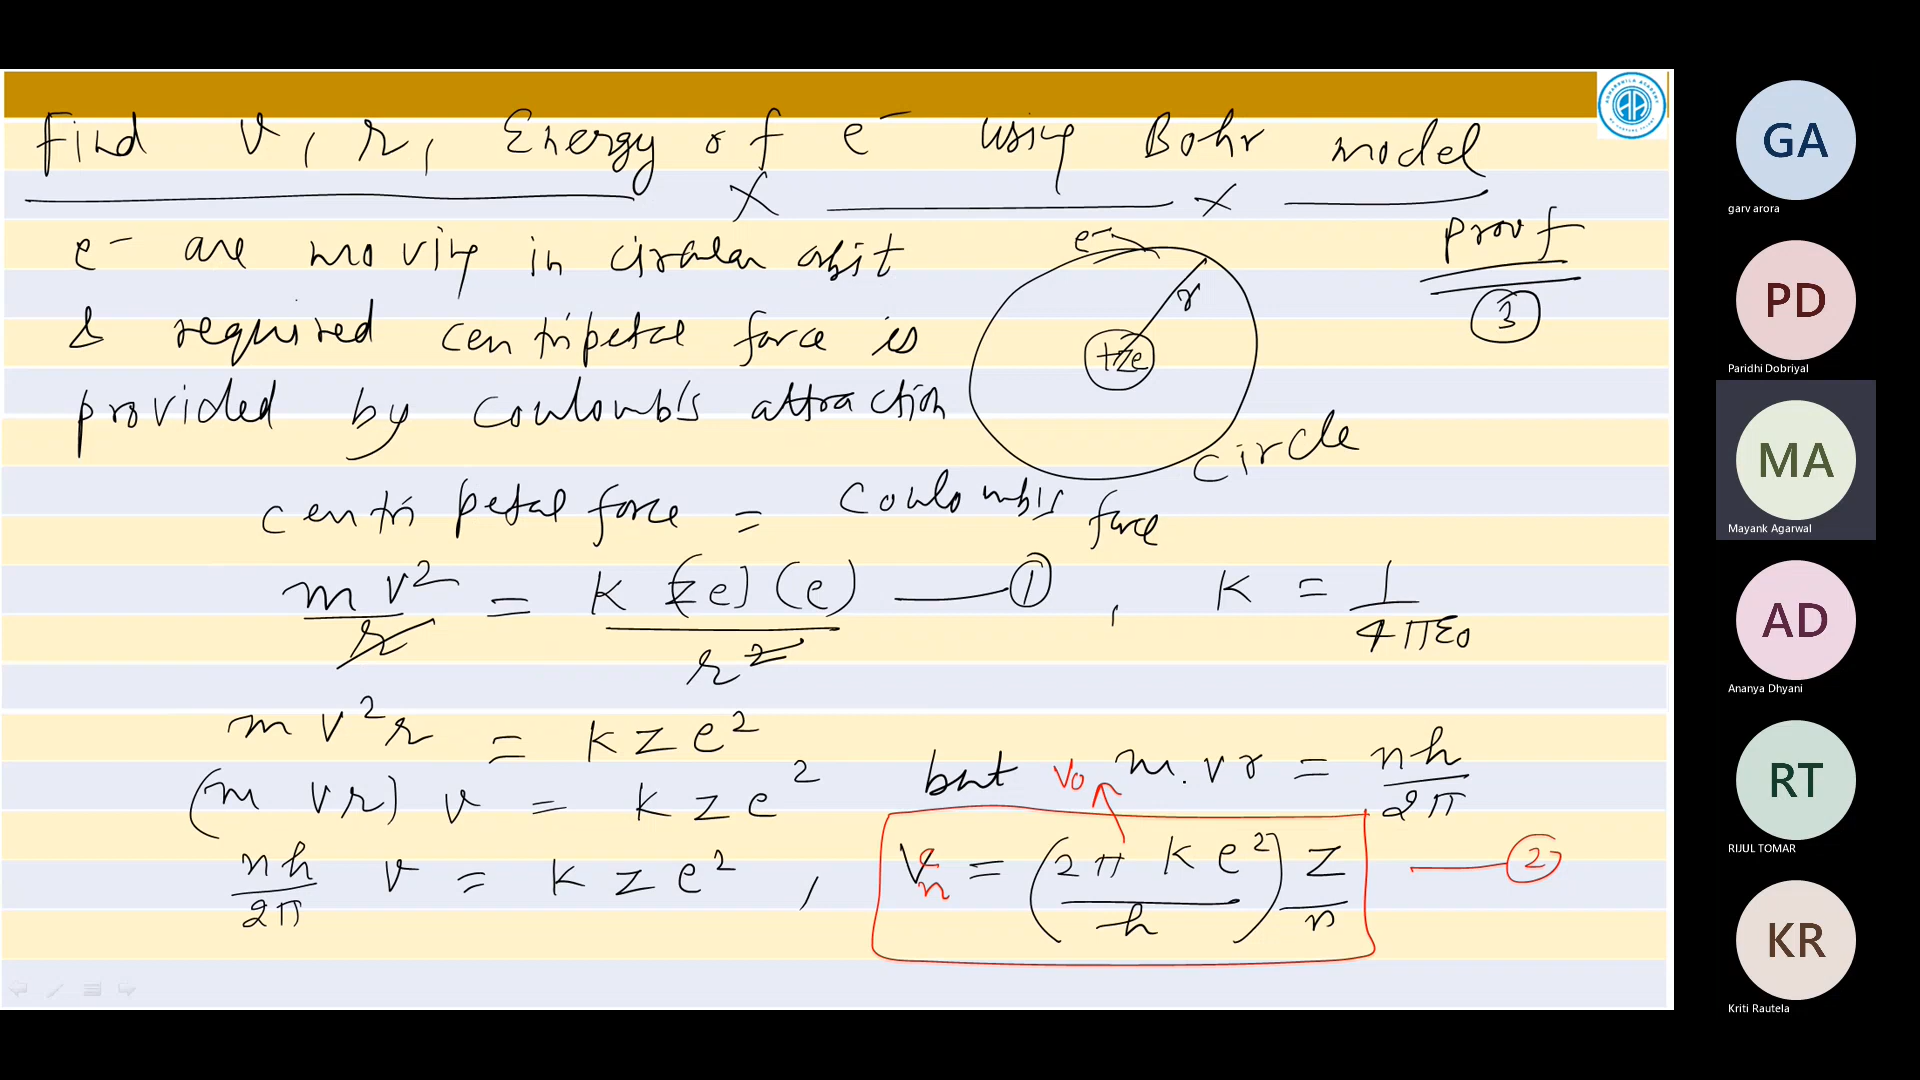 Find v, r, Energy of e⁻ using Bohr model
e⁻ are moving in circular orbit
& required centripetal force is
provided by Coulomb's attraction
proof
3
e⁻
r
+ze
circle
centripetal force = Coulomb's force
mv²/r = k(ze)(e)/r² —— ① , K = 1/4πε₀
mv²r = kze²
(mvr)v = kze² but m.vr = nh/2π
nh/2π v = kze² , vₙ = (2πke²/h) z/n —— ②
v₀
GA
garv arora
PD
Paridhi Dobriyal
MA
Mayank Agarwal
AD
Ananya Dhyani
RT
RIJUL TOMAR
KR
Kriti Rautela